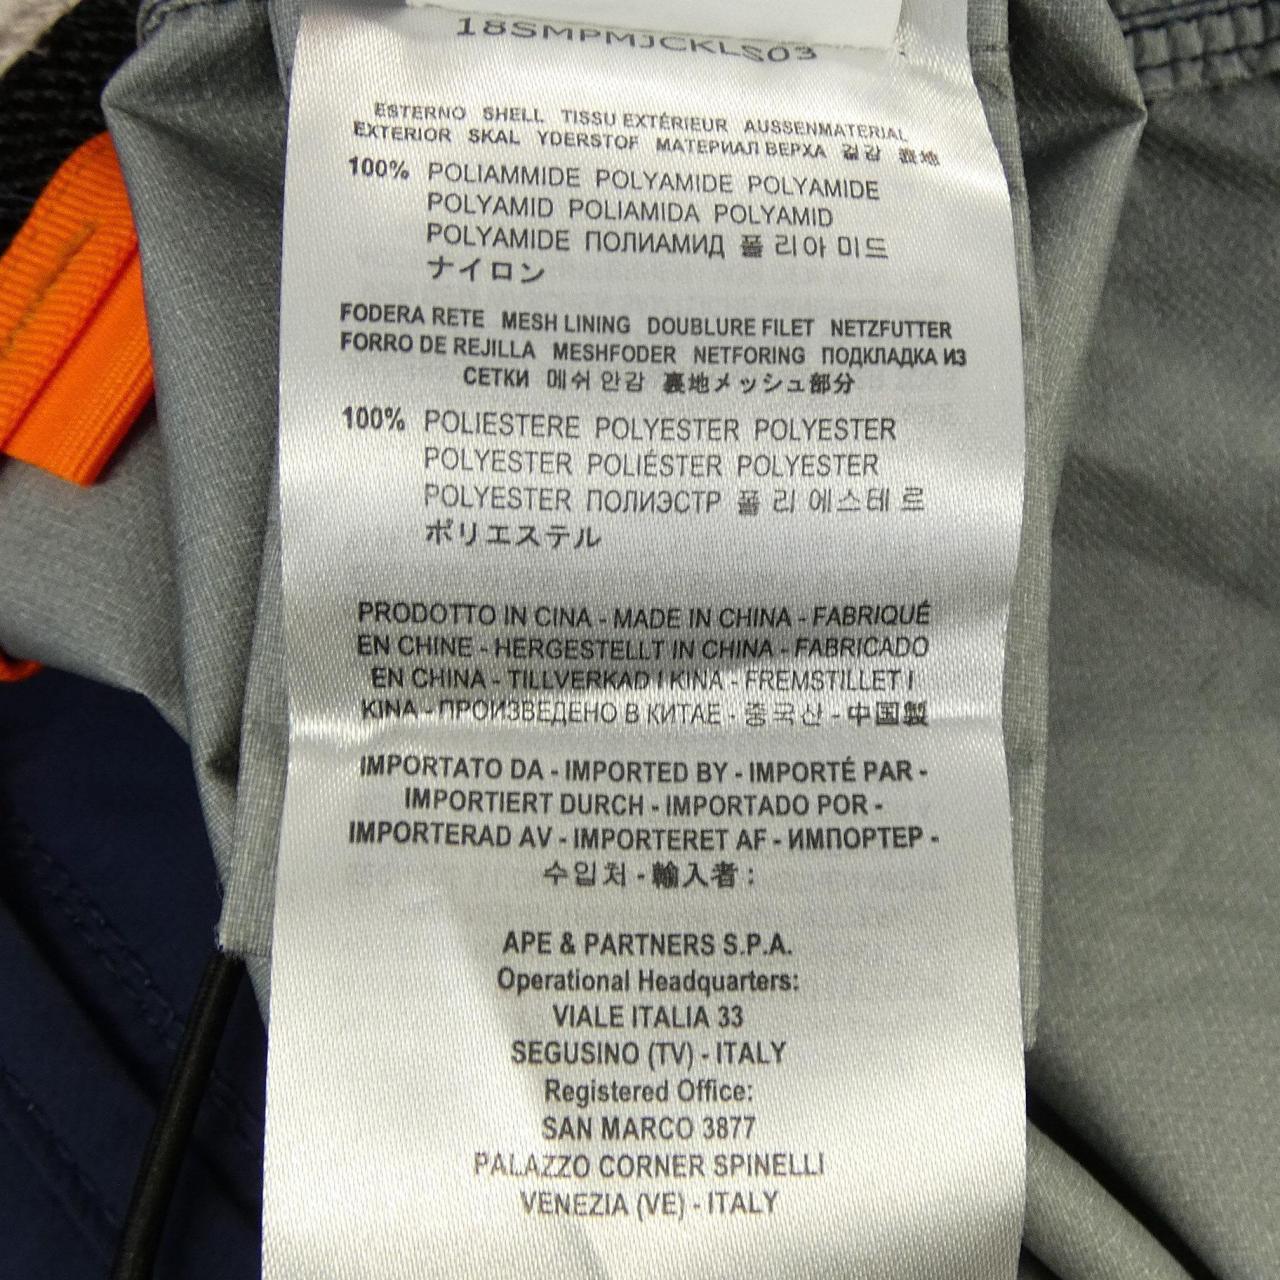 18SMPMJCKLS03
ESTERNO SHELL TISSU EXTÉRIEUR AUSSENMATERIAL
EXTERIOR SKAL YDERSTOF МАТЕРИАЛ ВЕРХА 겉감 表地
100% POLIAMMIDE POLYAMIDE POLYAMIDE
POLYAMID POLIAMIDA POLYAMID
POLYAMIDE ПОЛИАМИД 폴 리아 미드
ナイロン
FODERA RETE MESH LINING DOUBLURE FILET NETZFUTTER
FORRO DE REJILLA MESHFODER NETFORING ПОДКЛАДКА ИЗ
СЕТКИ 메쉬 안감 裏地メッシュ部分
100% POLIESTERE POLYESTER POLYESTER
POLYESTER POLIÉSTER POLYESTER
POLYESTER ПОЛИЭСТР 폴 리 에스테 르
ポリエステル
PRODOTTO IN CINA - MADE IN CHINA - FABRIQUÉ
EN CHINE - HERGESTELLT IN CHINA - FABRICADO
EN CHINA - TILLVERKAD I KINA - FREMSTILLET I
KINA - ПРОИЗВЕДЕНО В КИТАЕ - 중국산 - 中国製
IMPORTATO DA - IMPORTED BY - IMPORTÉ PAR -
IMPORTIERT DURCH - IMPORTADO POR -
IMPORTERAD AV - IMPORTERET AF - ИМПОРТЕР -
수입처 - 輸入者 :
APE & PARTNERS S.P.A.
Operational Headquarters:
VIALE ITALIA 33
SEGUSINO (TV) - ITALY
Registered Office:
SAN MARCO 3877
PALAZZO CORNER SPINELLI
VENEZIA (VE) - ITALY